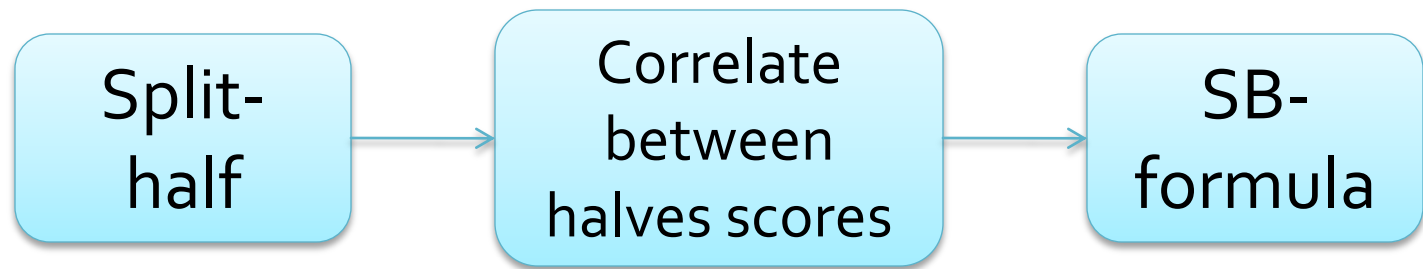 Split-
half
Correlate
between
halves scores
SB-
formula